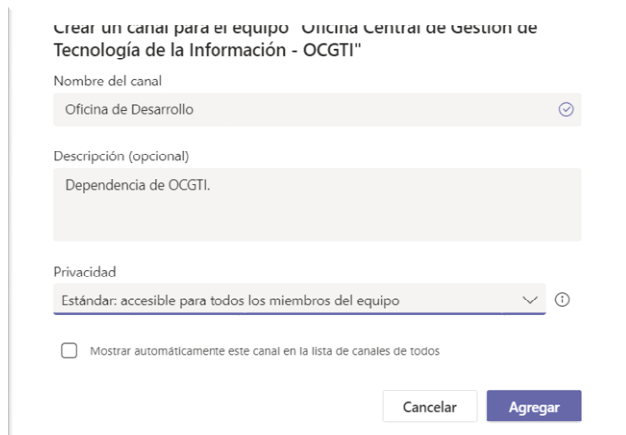 Crear un canal para el equipo "Oficina Central de Gestión de
Tecnología de la Información - OCGTI"
Nombre del canal
Oficina de Desarrollo
Descripción (opcional)
Dependencia de OCGTI.
Privacidad
Estándar: accesible para todos los miembros del equipo
Mostrar automáticamente este canal en la lista de canales de todos
Cancelar
Agregar